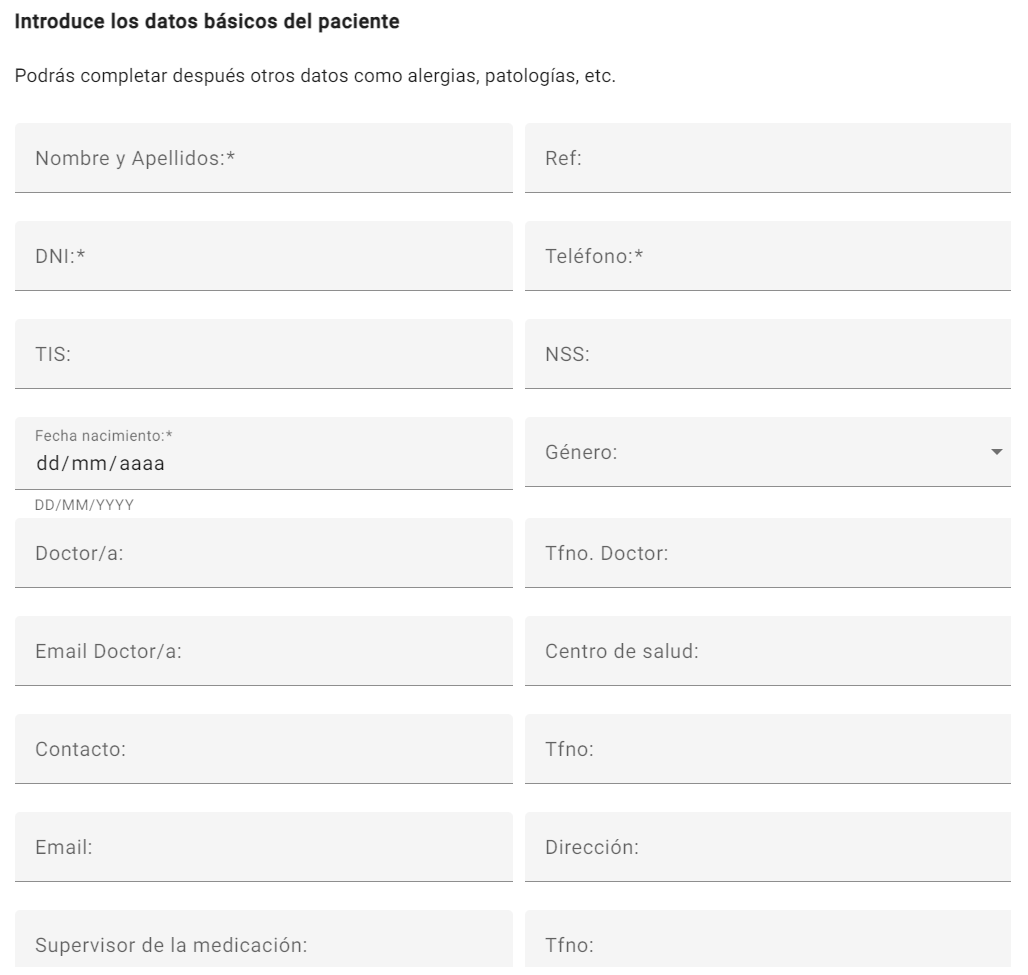 Introduce los datos básicos del paciente
Podrás completar después otros datos como alergias, patologías, etc.
Nombre y Apellidos:*
Ref:
DNI:*
Teléfono:*
TIS:
NSS:
Fecha nacimiento:*
dd/mm/aaaa
DD/MM/YYYY
Género:
Doctor/a:
Tfno. Doctor:
Email Doctor/a:
Centro de salud:
Contacto:
Tfno:
Email:
Dirección:
Supervisor de la medicación:
Tfno: